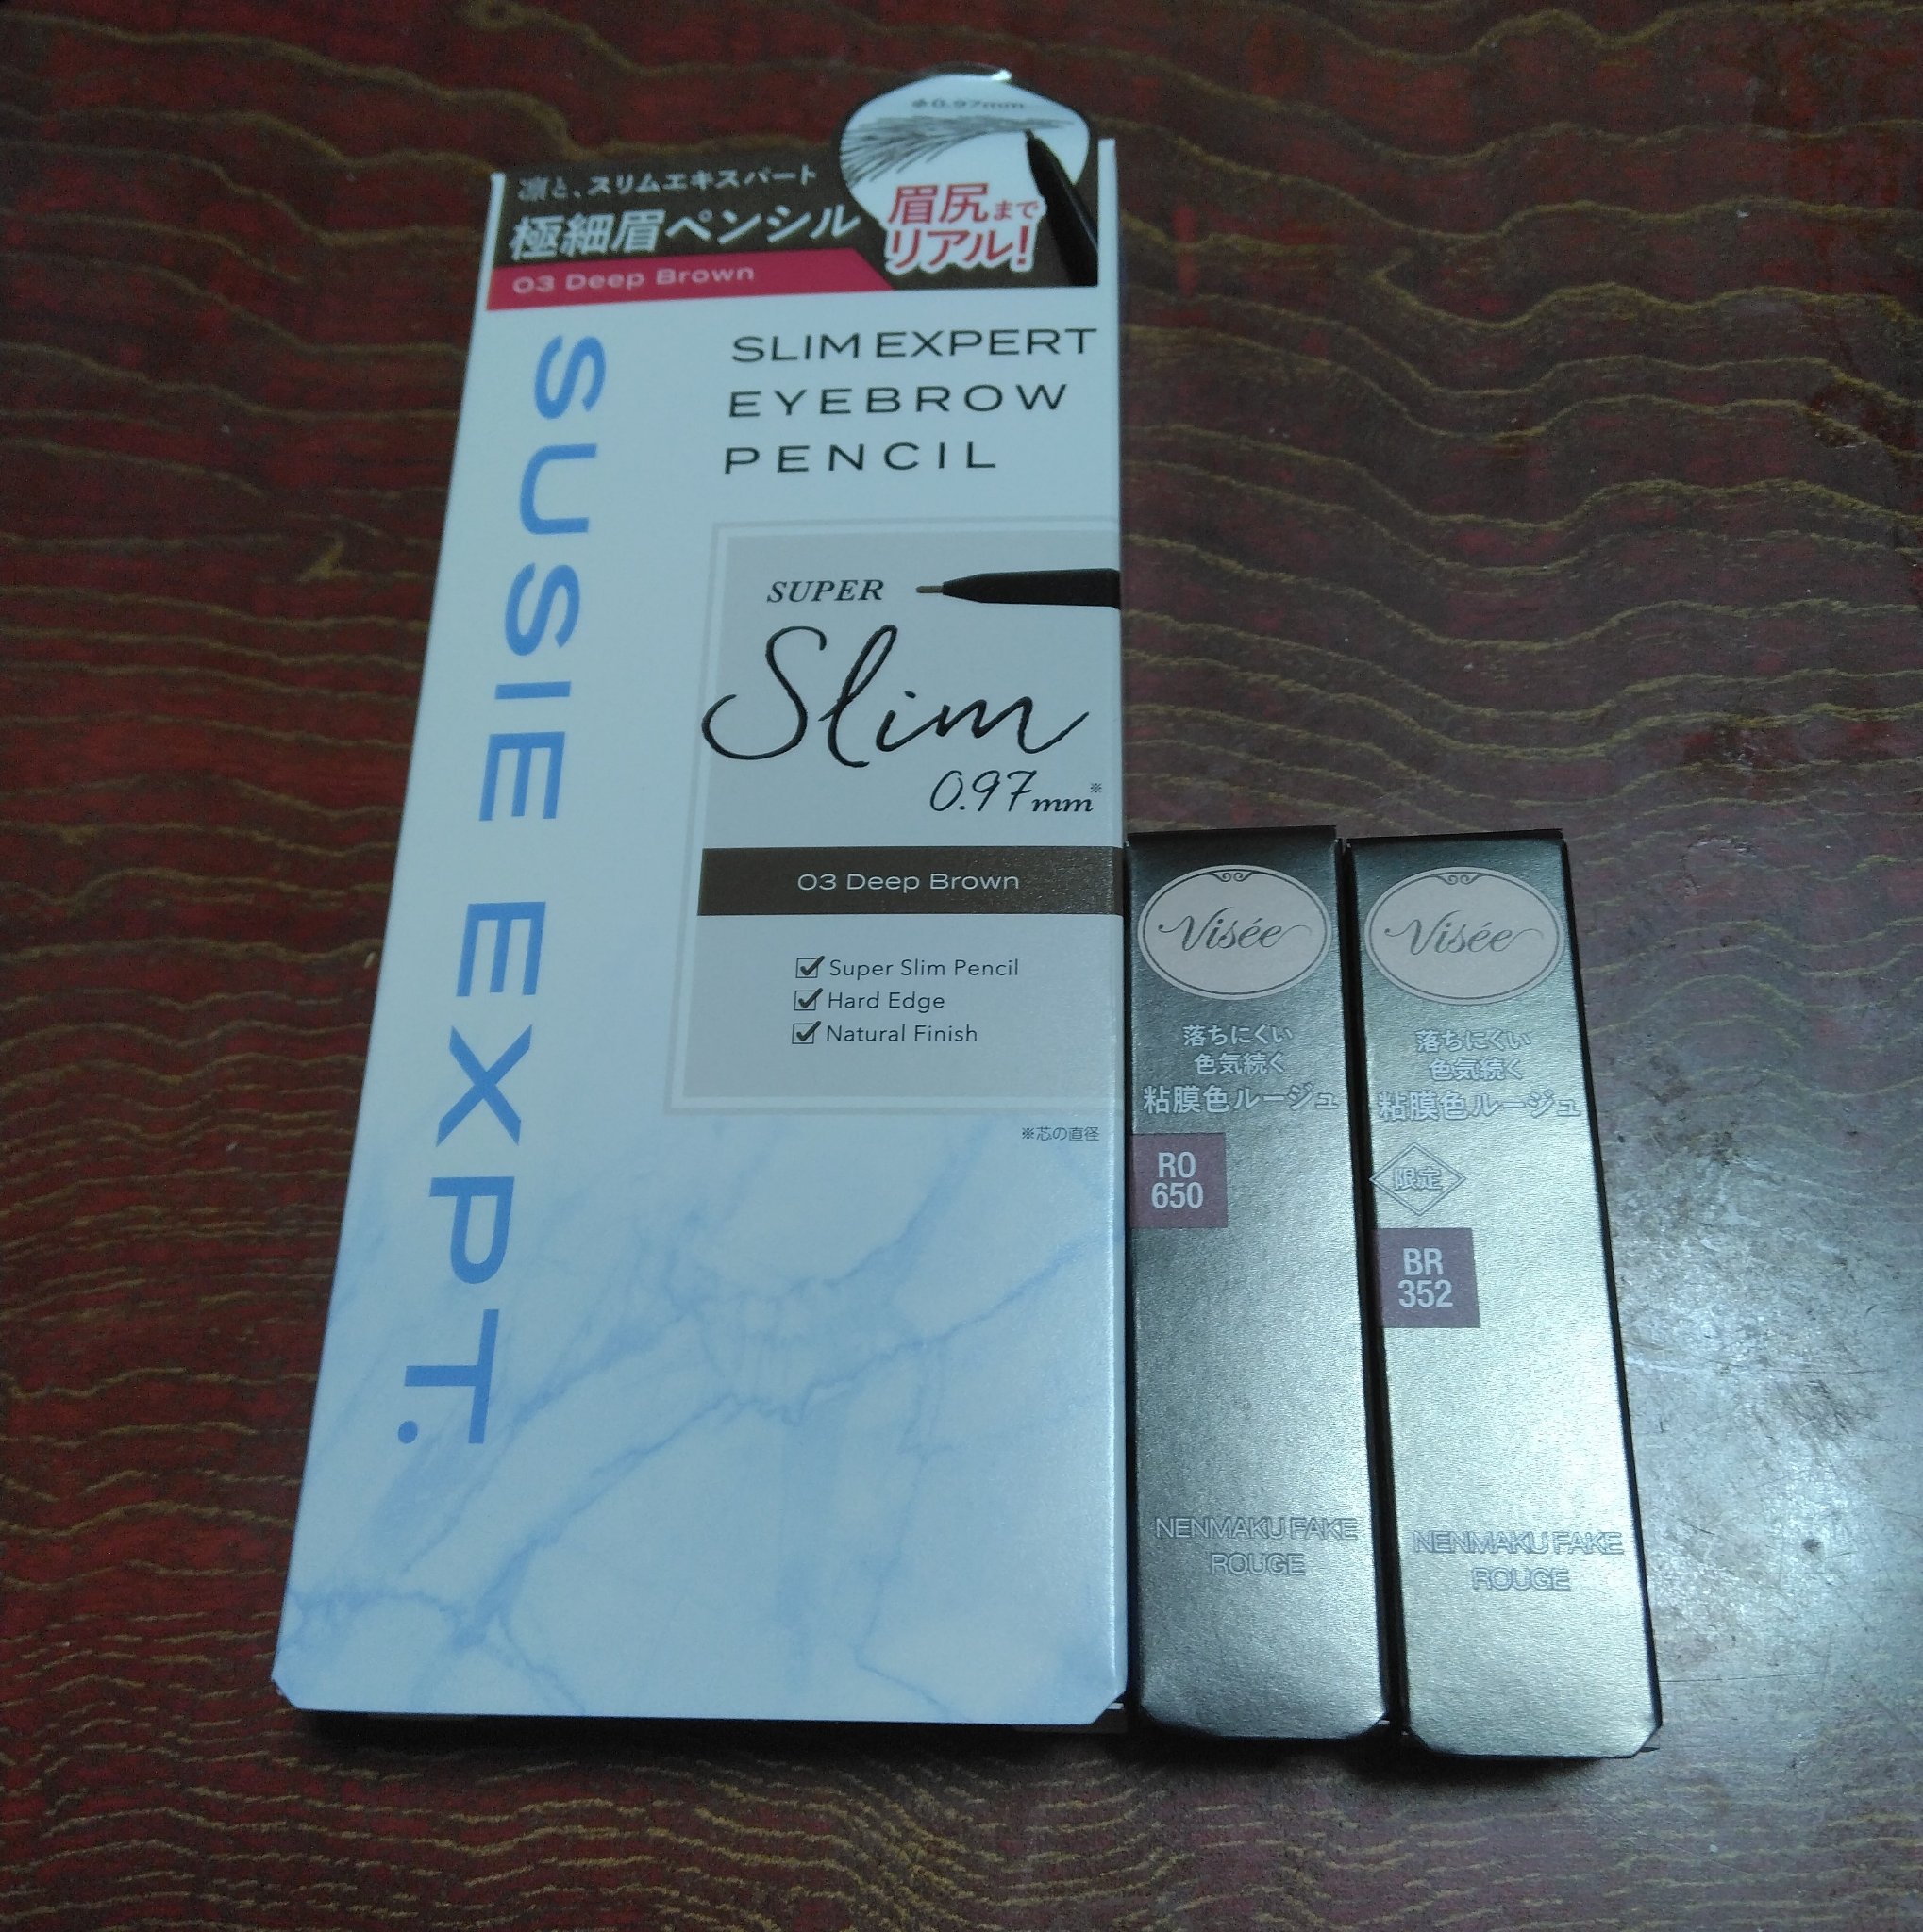 φ0.97mm
凛と、スリムエキスパート
極細眉ペンシル
眉尻まで
リアル!
03 Deep Brown
SUSIE EXPT.
SLIM EXPERT
EYEBROW
PENCIL
SUPER
Slim
0.97mm※
03 Deep Brown
Super Slim Pencil
Hard Edge
Natural Finish
※芯の直径
Visée
落ちにくい
色気続く
粘膜色ルージュ
RO
650
NENMAKU FAKE
ROUGE
Visée
落ちにくい
色気続く
粘膜色ルージュ
限定
BR
352
NENMAKU FAKE
ROUGE